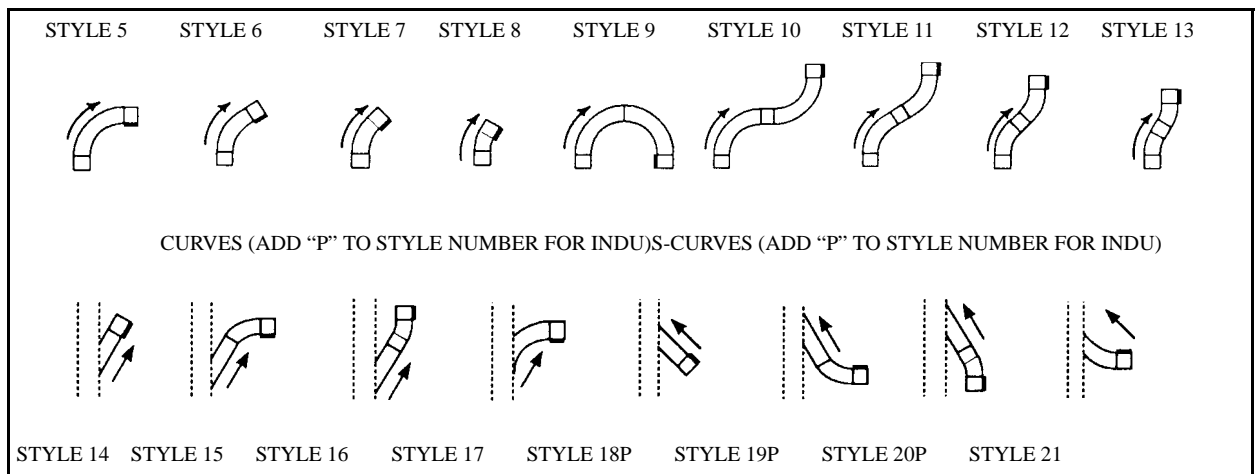 STYLE 5 STYLE 6 STYLE 7 STYLE 8 STYLE 9 STYLE 10 STYLE 11 STYLE 12 STYLE 13
CURVES (ADD “P” TO STYLE NUMBER FOR INDU)S-CURVES (ADD “P” TO STYLE NUMBER FOR INDU)
STYLE 14 STYLE 15 STYLE 16 STYLE 17 STYLE 18P STYLE 19P STYLE 20P STYLE 21